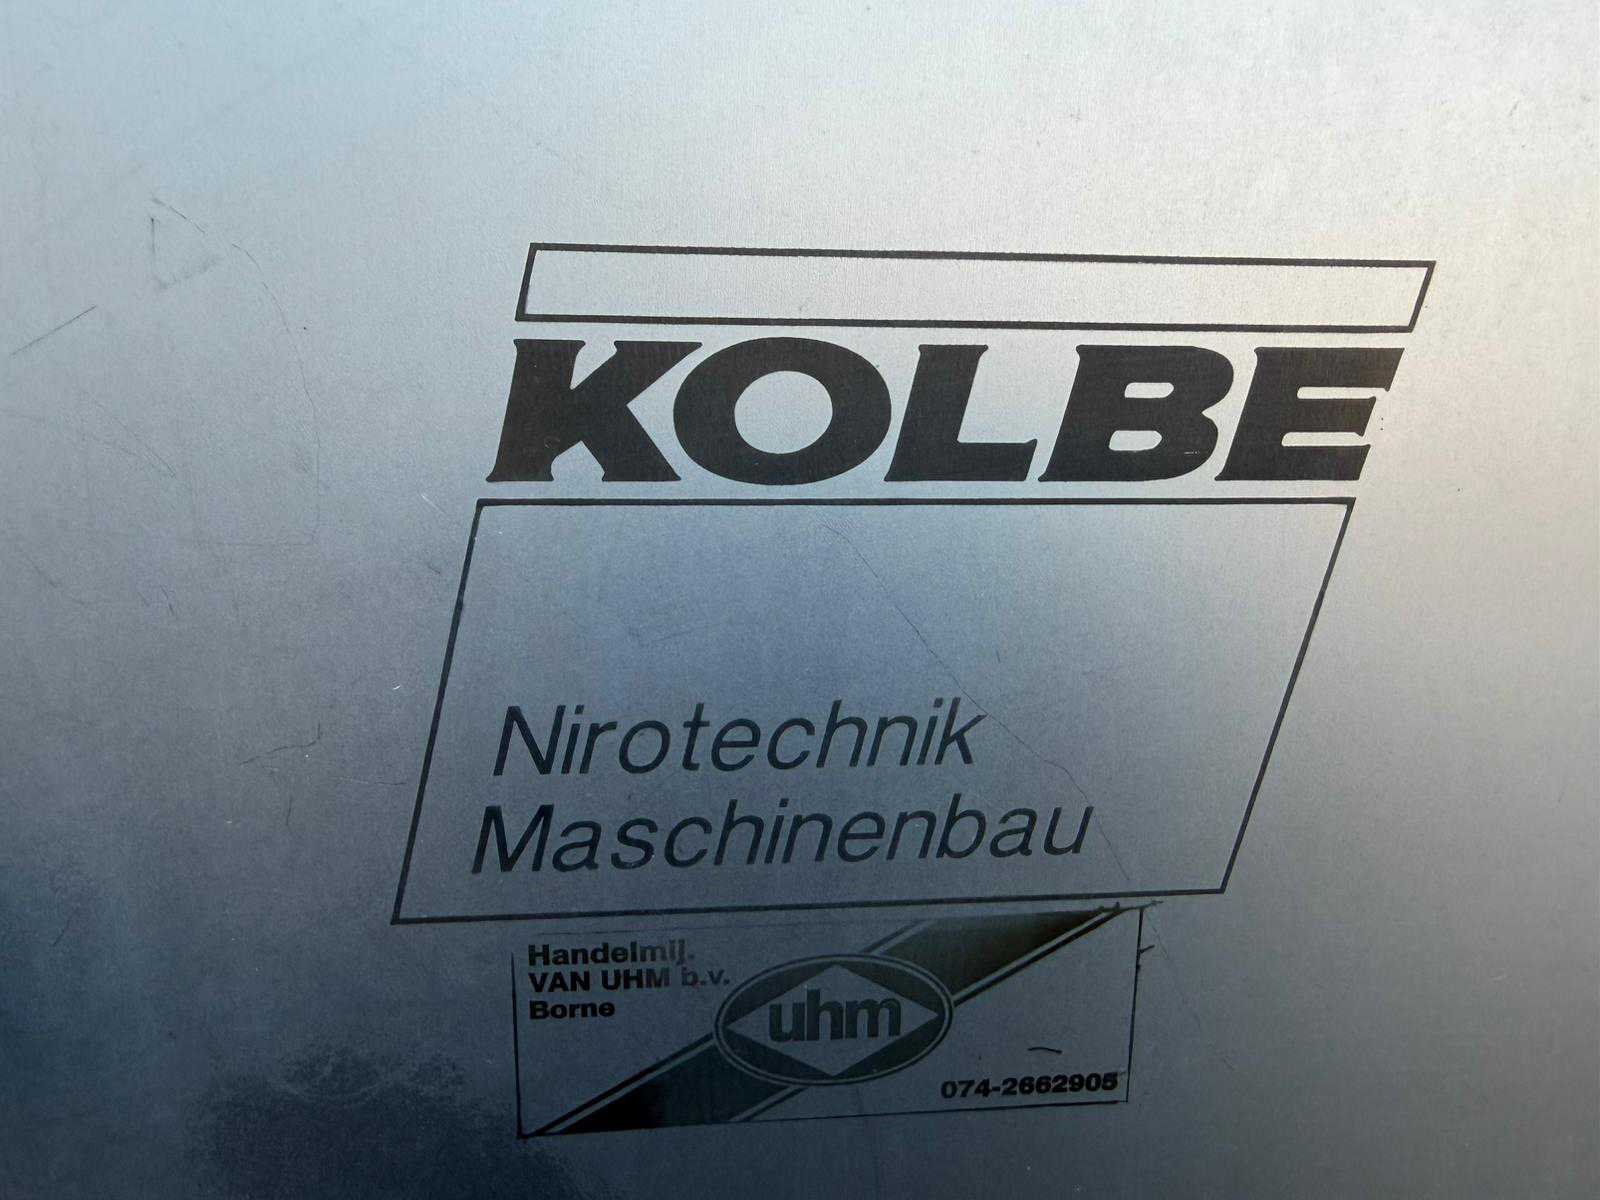 KOLBE
Nirotechnik
Maschinenbau
Handelmij.
VAN UHM b.v.
Borne
uhm
074-2662905